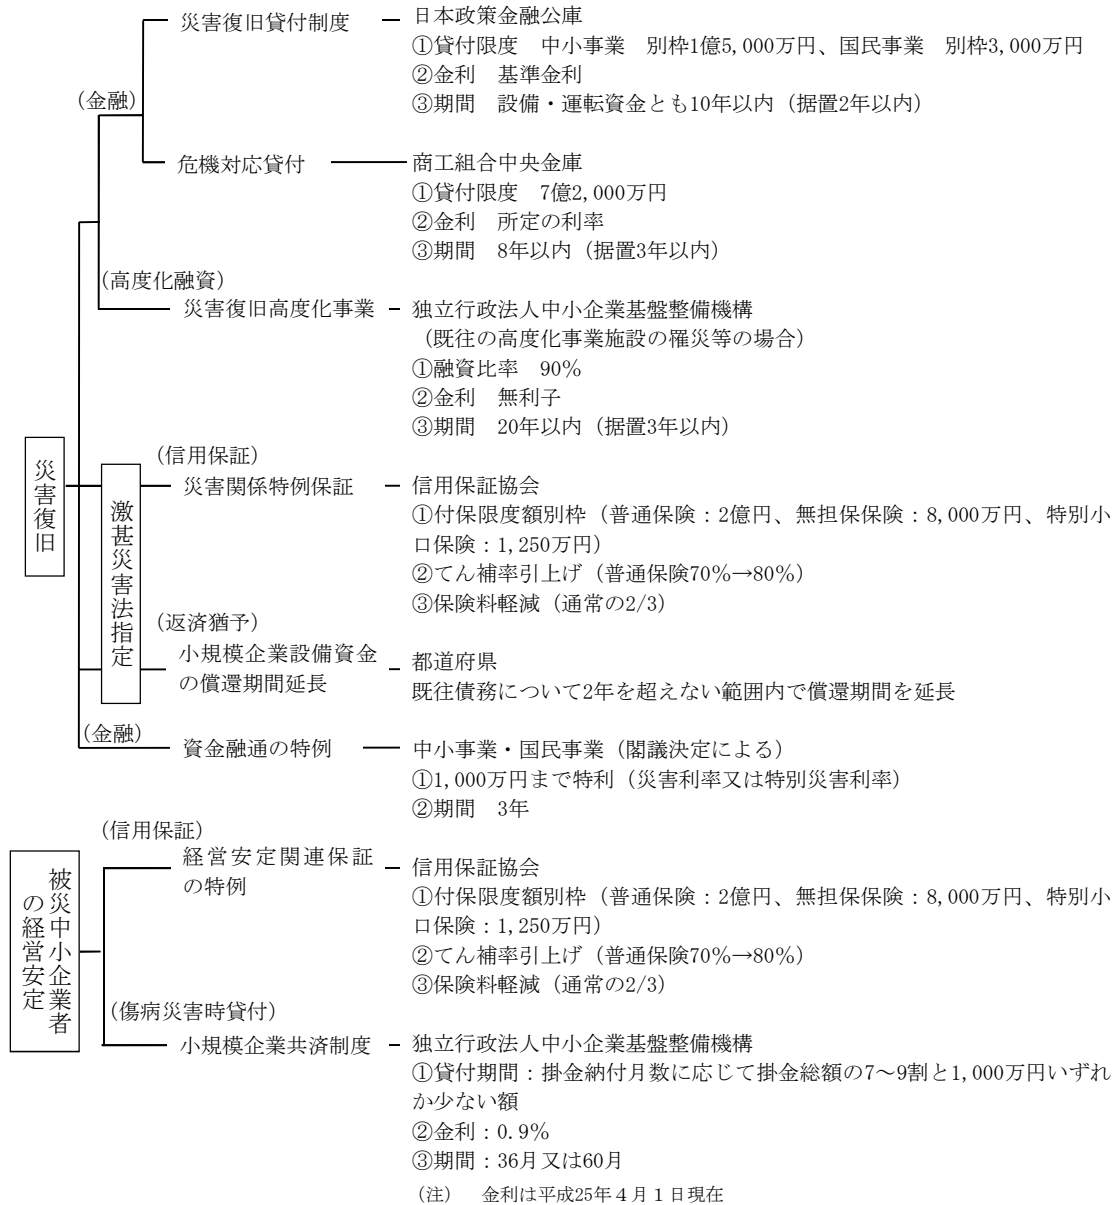 災害復旧貸付制度
日本政策金融公庫
①貸付限度　中小事業　別枠1億5,000万円、国民事業　別枠3,000万円
②金利　基準金利
③期間　設備・運転資金とも10年以内（据置2年以内）
（金融）
危機対応貸付
商工組合中央金庫
①貸付限度　7億2,000万円
②金利　所定の利率
③期間　8年以内（据置3年以内）
（高度化融資）
災害復旧高度化事業
独立行政法人中小企業基盤整備機構
（既往の高度化事業施設の罹災等の場合）
①融資比率　90％
②金利　無利子
③期間　20年以内（据置3年以内）
災害復旧
激甚災害法指定
（信用保証）
災害関係特例保証
信用保証協会
①付保限度額別枠（普通保険：2億円、無担保保険：8,000万円、特別小
口保険：1,250万円）
②てん補率引上げ（普通保険70％→80％）
③保険料軽減（通常の2/3）
（返済猶予）
小規模企業設備資金
の償還期間延長
都道府県
既往債務について2年を超えない範囲内で償還期間を延長
（金融）
資金融通の特例
中小事業・国民事業（閣議決定による）
①1,000万円まで特利（災害利率又は特別災害利率）
②期間　3年
被災中小企業者
の経営安定
（信用保証）
経営安定関連保証
の特例
信用保証協会
①付保限度額別枠（普通保険：2億円、無担保保険：8,000万円、特別小
口保険：1,250万円）
②てん補率引上げ（普通保険70％→80％）
③保険料軽減（通常の2/3）
（傷病災害時貸付）
小規模企業共済制度
独立行政法人中小企業基盤整備機構
①貸付期間：掛金納付月数に応じて掛金総額の7～9割と1,000万円いずれ
か少ない額
②金利：0.9％
③期間：36月又は60月
（注）　金利は平成25年４月１日現在